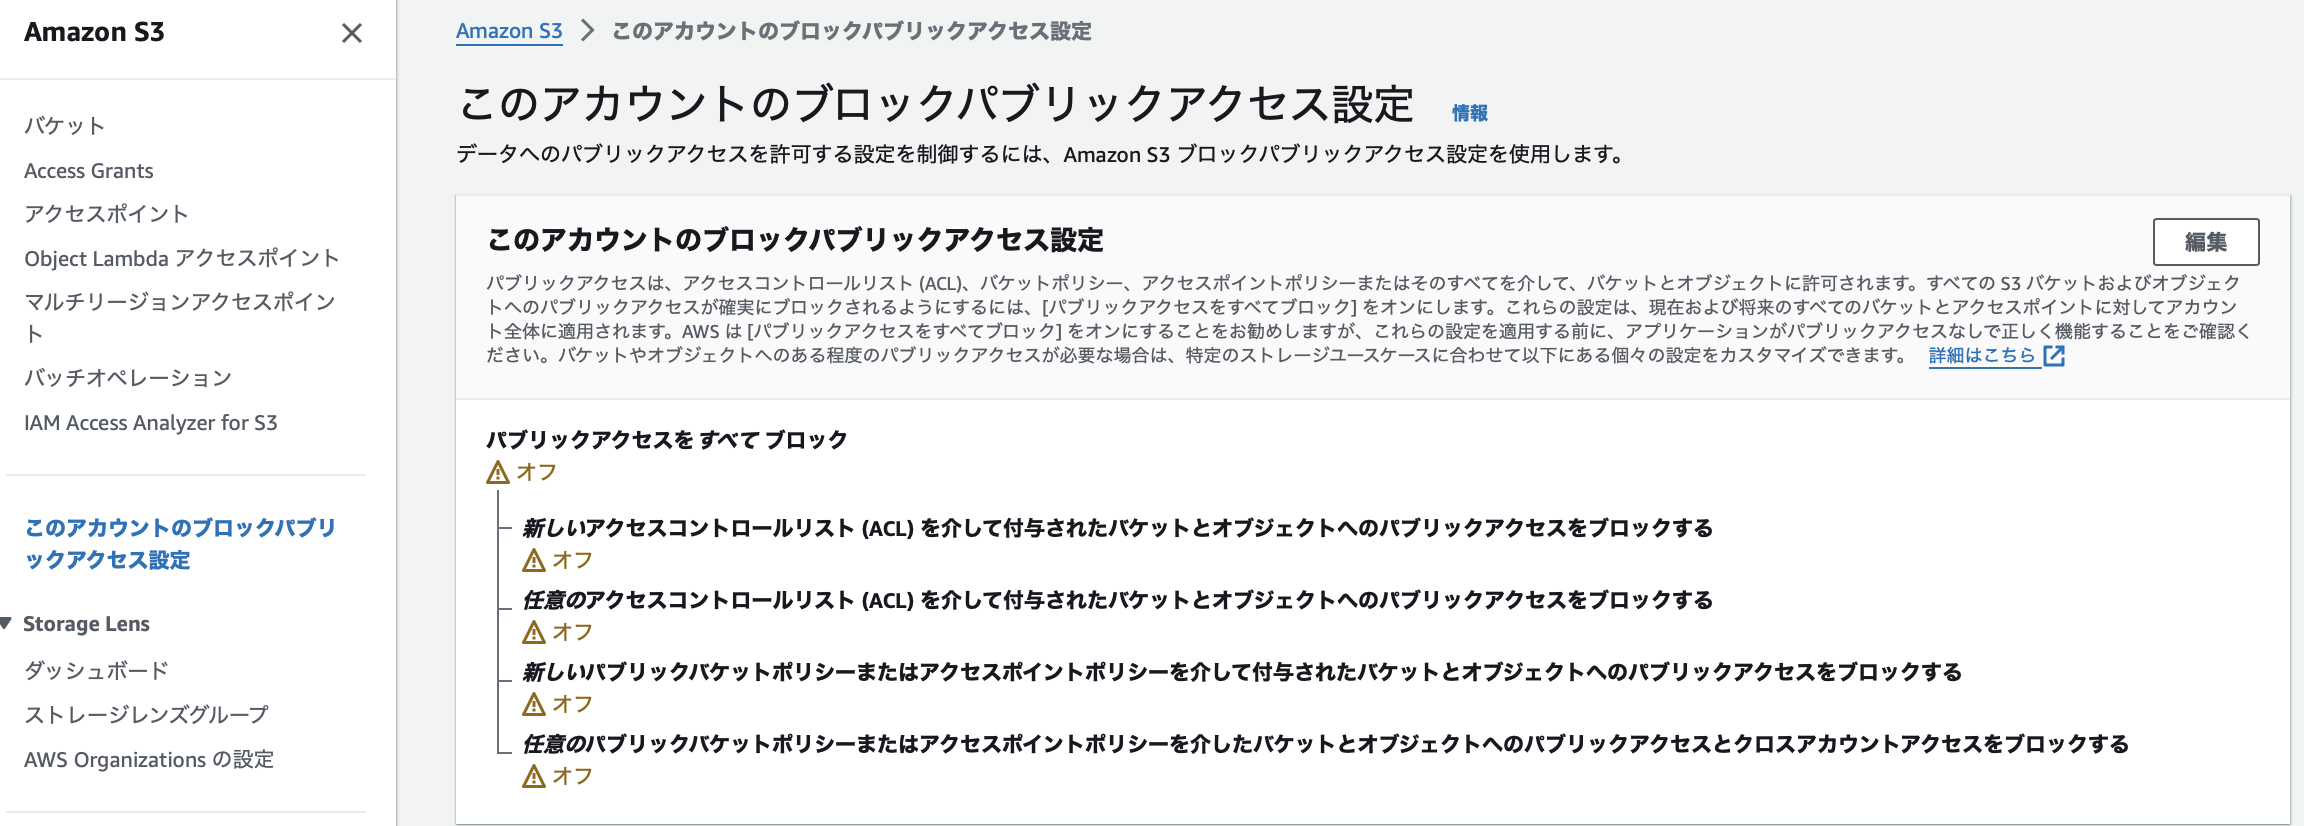 Amazon S3
バケット
Access Grants
アクセスポイント
Object Lambda アクセスポイント
マルチリージョンアクセスポイン
ト
バッチオペレーション
IAM Access Analyzer for S3
このアカウントのブロックパブリ
ックアクセス設定
Storage Lens
ダッシュボード
ストレージレンズグループ
AWS Organizations の設定
Amazon S3 > このアカウントのブロックパブリックアクセス設定
このアカウントのブロックパブリックアクセス設定 情報
データへのパブリックアクセスを許可する設定を制御するには、Amazon S3 ブロックパブリックアクセス設定を使用します。
このアカウントのブロックパブリックアクセス設定
編集
パブリックアクセスは、アクセスコントロールリスト (ACL)、バケットポリシー、アクセスポイントポリシーまたはそのすべてを介して、バケットとオブジェクトに許可されます。すべての S3 バケットおよびオブジェク
トへのパブリックアクセスが確実にブロックされるようにするには、[パブリックアクセスをすべてブロック] をオンにします。これらの設定は、現在および将来のすべてのバケットとアクセスポイントに対してアカウン
ト全体に適用されます。AWS は [パブリックアクセスをすべてブロック] をオンにすることをお勧めしますが、これらの設定を適用する前に、アプリケーションがパブリックアクセスなしで正しく機能することをご確認く
ださい。バケットやオブジェクトへのある程度のパブリックアクセスが必要な場合は、特定のストレージユースケースに合わせて以下にある個々の設定をカスタマイズできます。 詳細はこちら
パブリックアクセスを すべて ブロック
オフ
新しいアクセスコントロールリスト (ACL) を介して付与されたバケットとオブジェクトへのパブリックアクセスをブロックする
オフ
任意のアクセスコントロールリスト (ACL) を介して付与されたバケットとオブジェクトへのパブリックアクセスをブロックする
オフ
新しいパブリックバケットポリシーまたはアクセスポイントポリシーを介して付与されたバケットとオブジェクトへのパブリックアクセスをブロックする
オフ
任意のパブリックバケットポリシーまたはアクセスポイントポリシーを介したバケットとオブジェクトへのパブリックアクセスとクロスアカウントアクセスをブロックする
オフ